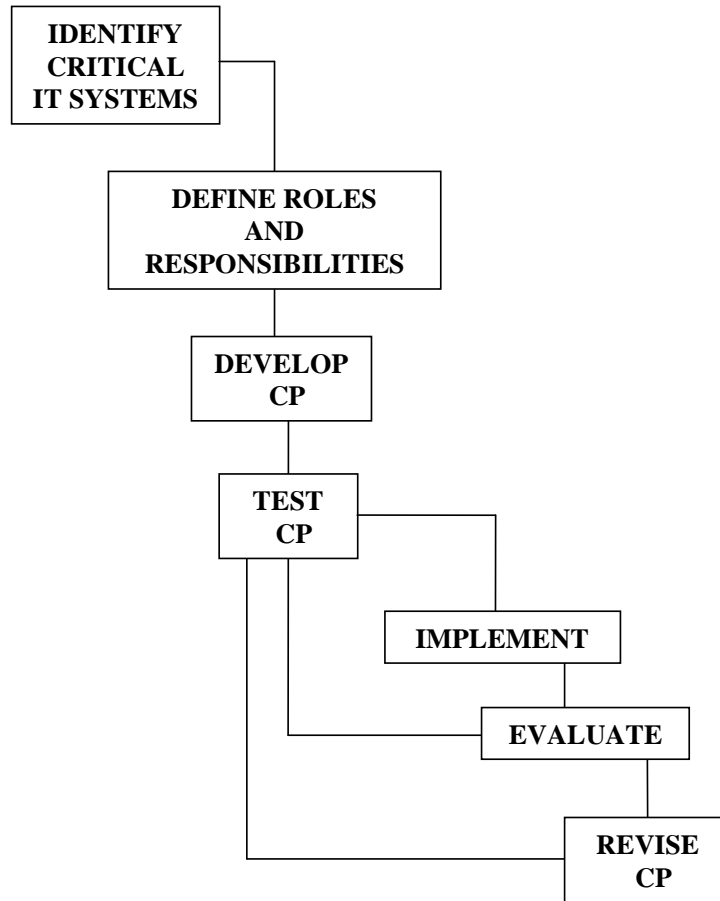 IDENTIFY
CRITICAL
IT SYSTEMS
DEFINE ROLES
AND
RESPONSIBILITIES
DEVELOP
CP
TEST
CP
IMPLEMENT
EVALUATE
REVISE
CP